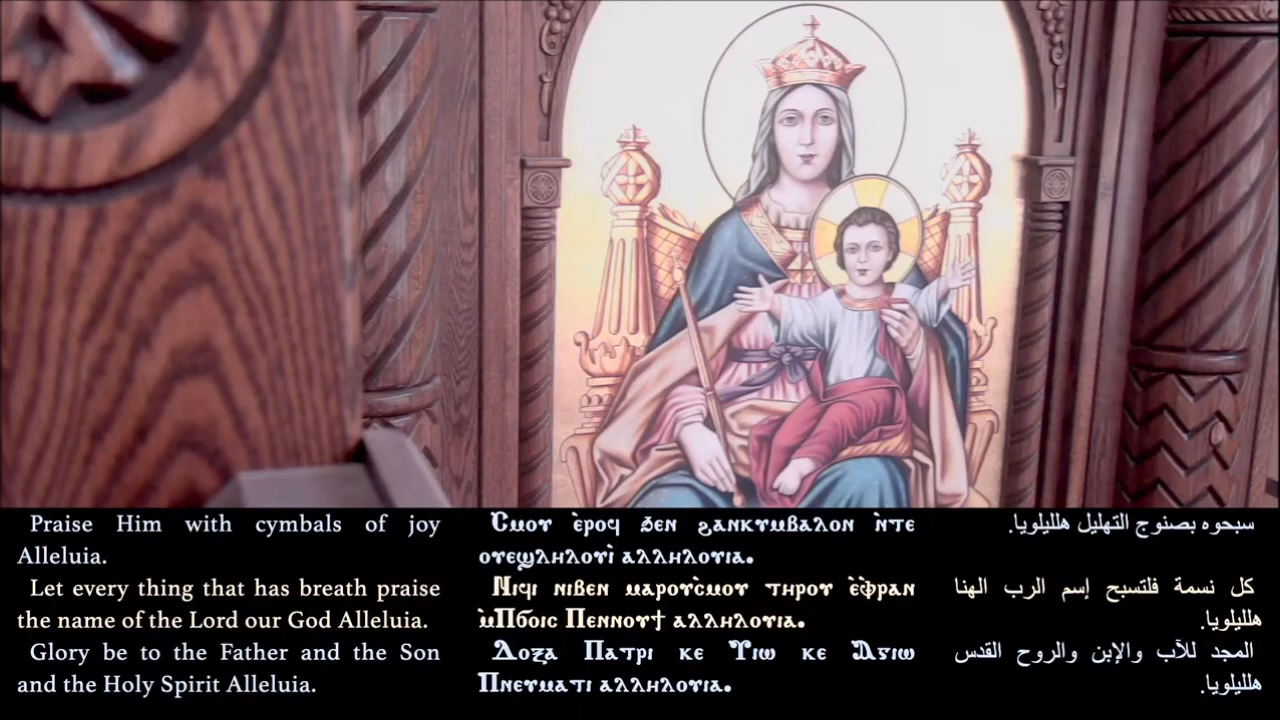 Praise Him with cymbals of joy
Alleluia.
Let every thing that has breath praise
the name of the Lord our God Alleluia.
Glory be to the Father and the Son
and the Holy Spirit Alleluia.
Ⲥⲙⲟⲩ ⲉ̀ⲣⲟϥ ϧⲉⲛ ϩⲁⲛⲕⲩⲙⲃⲁⲗⲟⲛ ⲛ̀ⲧⲉ
ⲟⲩⲉϣⲗⲏⲗⲟⲩⲓ̀ ⲁⲗⲗⲏⲗⲟⲩⲓⲁ.
Ⲛⲓϥⲓ ⲛⲓⲃⲉⲛ ⲙⲁⲣⲟⲩⲥ̀ⲙⲟⲩ ⲧⲏⲣⲟⲩ ⲉ̀ⲫ̀ⲣⲁⲛ
ⲙ̀Ⲡϭⲟⲓⲥ Ⲡⲉⲛⲛⲟⲩϯ ⲁⲗⲗⲏⲗⲟⲩⲓⲁ.
Ⲇⲟⲝⲁ Ⲡⲁⲧⲣⲓ ⲕⲉ Ⲩⲓⲱ ⲕⲉ Ⲁⲅⲓⲱ
Ⲡⲛⲉⲩⲙⲁⲧⲓ ⲁⲗⲗⲏⲗⲟⲩⲓⲁ.
سبحوه بصنوج التهليل هلليلويا.
كل نسمة فلتسبح إسم الرب الهنا
هلليلويا.
المجد للآب والإبن والروح القدس
هلليلويا.